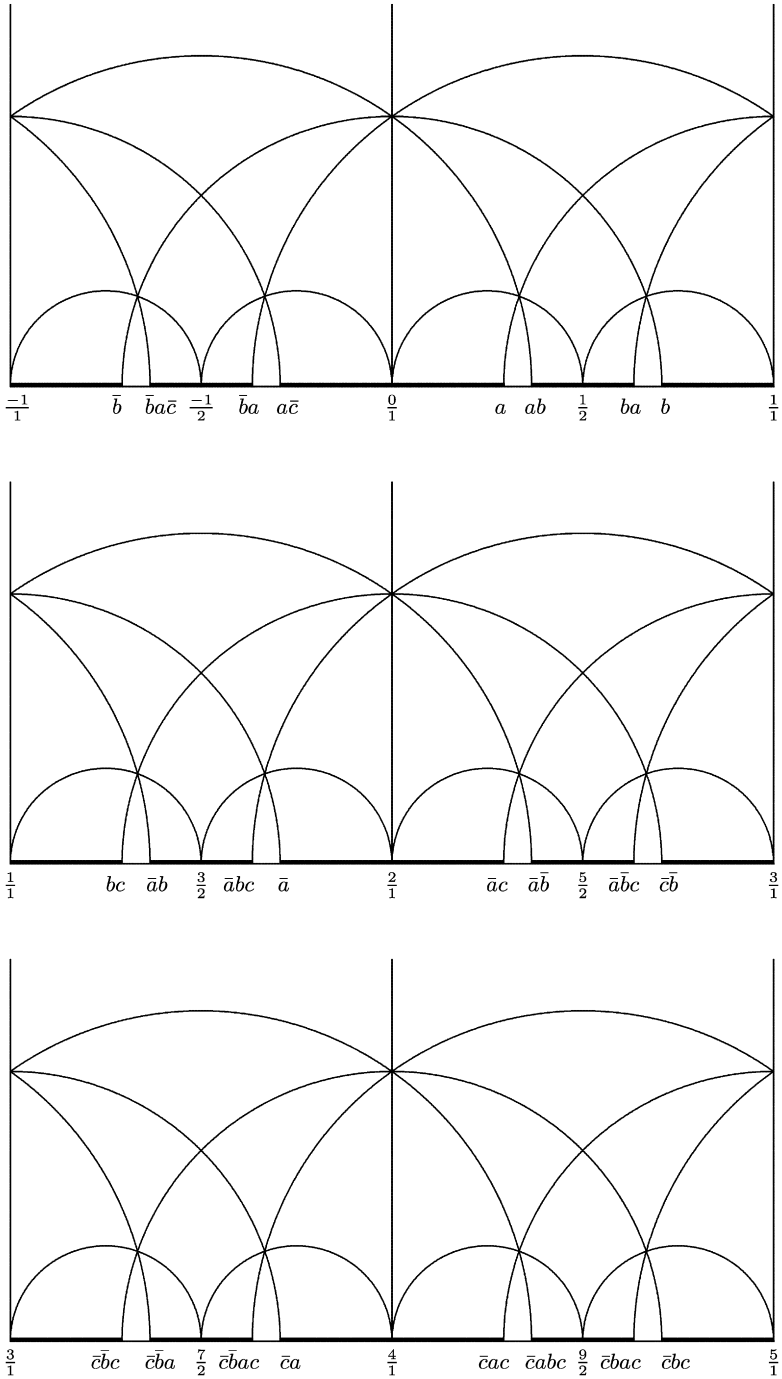 -1/1 b̄ b̄ac̄ -1/2 b̄a ac̄ 0/1 a ab 1/2 ba b 1/1
1/1 bc āb 3/2 ābc ā 2/1 āc āb̄ 5/2 āb̄c c̄b̄ 3/1
3/1 c̄b̄c c̄b̄a 7/2 c̄b̄ac c̄a 4/1 c̄ac c̄abc 9/2 c̄bac c̄bc 5/1